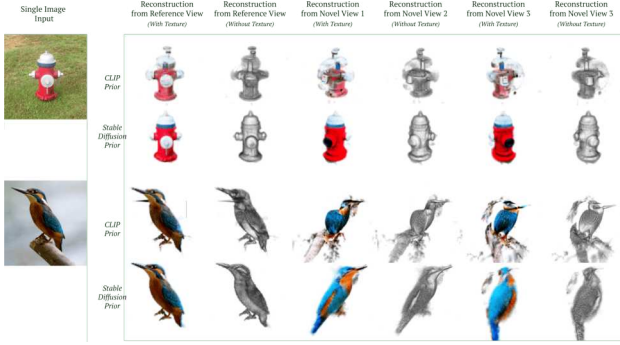 Single Image
Input
Reconstruction
from Reference View
(With Texture)
Reconstruction
from Reference View
(Without Texture)
Reconstruction
from Novel View 1
(With Texture)
Reconstruction
from Novel View 2
(Without Texture)
Reconstruction
from Novel View 3
(With Texture)
Reconstruction
from Novel View 3
(Without Texture)
CLIP
Prior
Stable
Diffusion
Prior
CLIP
Prior
Stable
Diffusion
Prior